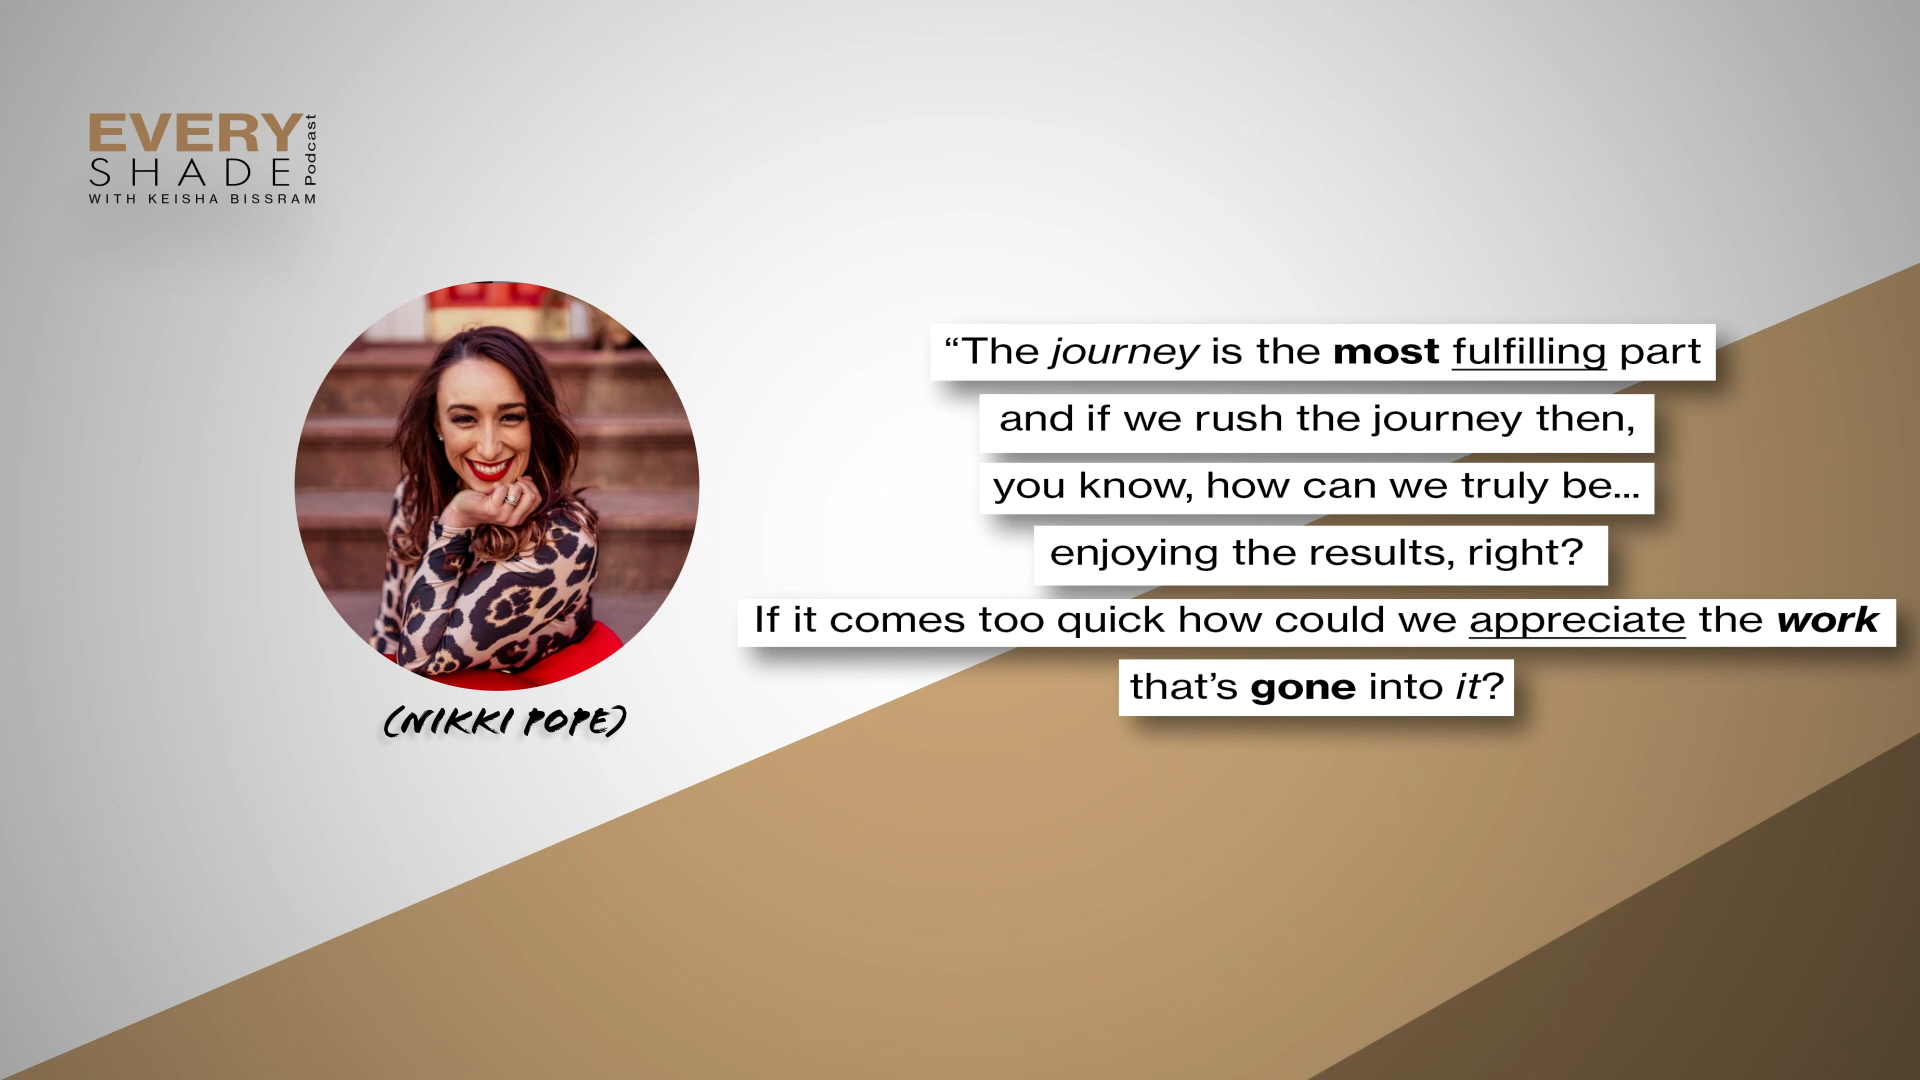 EVERY
SHADE
Podcast
WITH KEISHA BISSRAM
“The journey is the most fulfilling part
and if we rush the journey then,
you know, how can we truly be...
enjoying the results, right?
If it comes too quick how could we appreciate the work
that’s gone into it?
(NIKKI POPE)